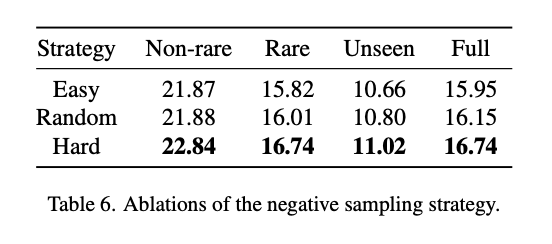 Strategy Non-rare Rare Unseen Full
Easy 21.87 15.82 10.66 15.95
Random 21.88 16.01 10.80 16.15
Hard 22.84 16.74 11.02 16.74
Table 6. Ablations of the negative sampling strategy.